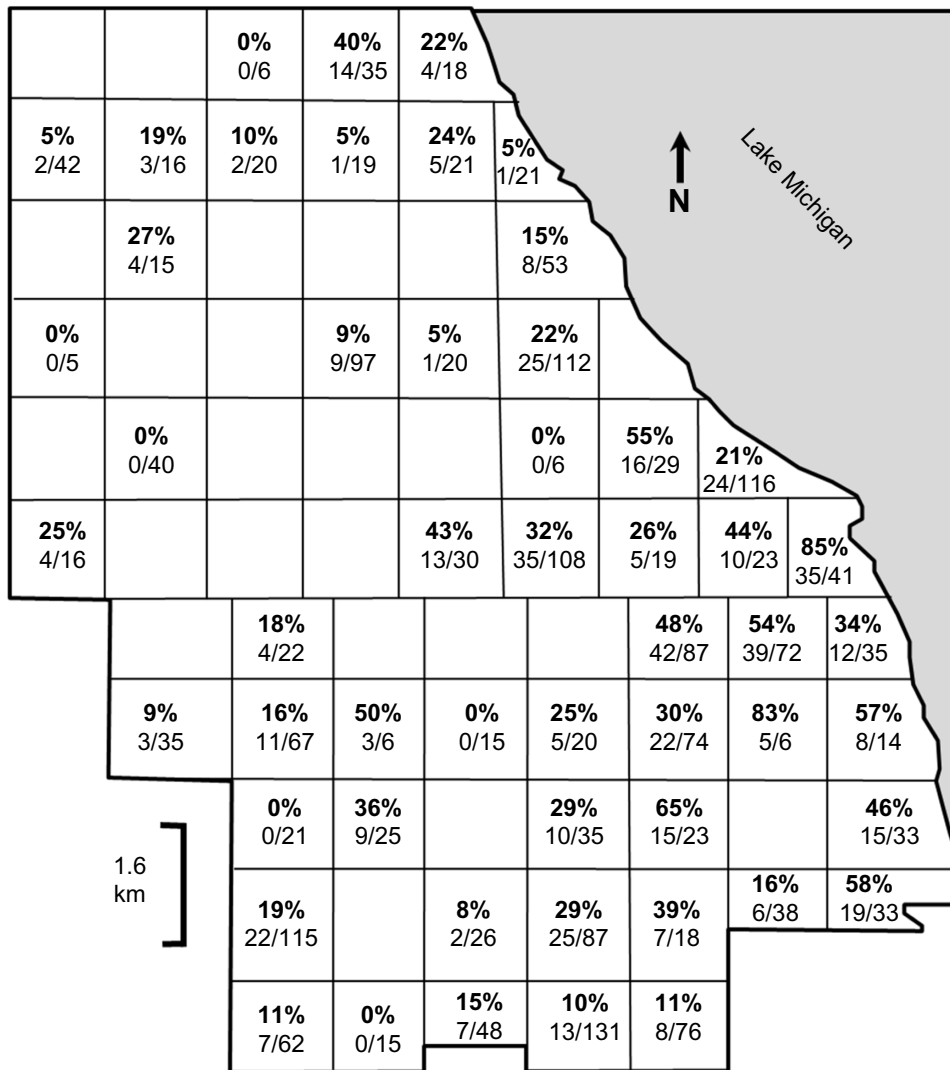 0% 40% 22%
0/6 14/35 4/18
5% 19% 10% 5% 24% 5%
2/42 3/16 2/20 1/19 5/21 1/21
Lake Michigan
N
27% 15%
4/15 8/53
0% 9% 5% 22%
0/5 9/97 1/20 25/112
0% 0% 55% 21%
0/40 0/6 16/29 24/116
25% 43% 32% 26% 44% 85%
4/16 13/30 35/108 5/19 10/23 35/41
18% 48% 54% 34%
4/22 42/87 39/72 12/35
9% 16% 50% 0% 25% 30% 83% 57%
3/35 11/67 3/6 0/15 5/20 22/74 5/6 8/14
0% 36% 29% 65% 46%
0/21 9/25 10/35 15/23 15/33
1.6
km
19% 8% 29% 39% 16% 58%
22/115 2/26 25/87 7/18 6/38 19/33
11% 0% 15% 10% 11%
7/62 0/15 7/48 13/131 8/76